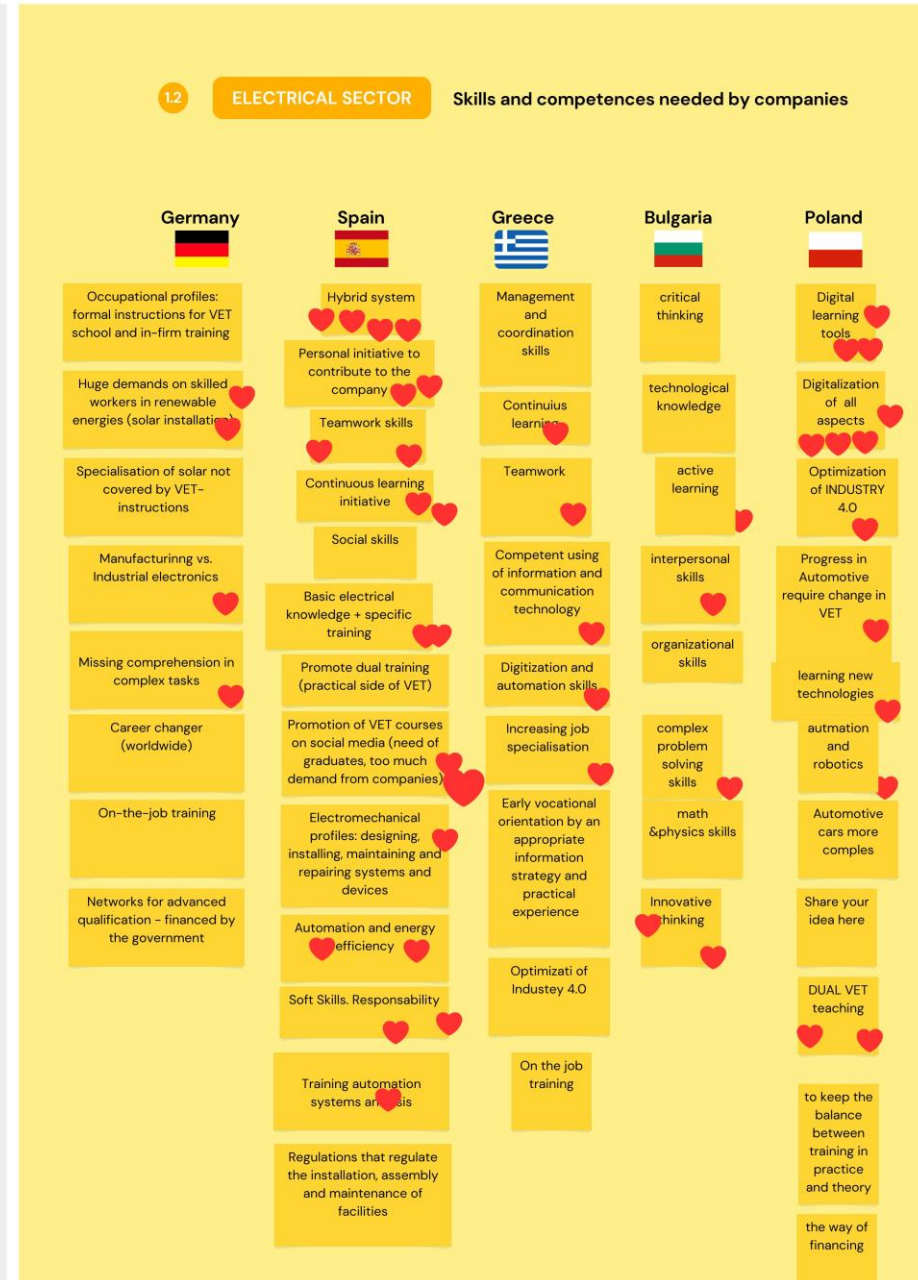 1.2
ELECTRICAL SECTOR
Skills and competences needed by companies
Germany
Occupational profiles:
formal instructions for VET
school and in-firm training
Huge demands on skilled
workers in renewable
energies (solar installation)
Specialisation of solar not
covered by VET-
instructions
Manufacturinng vs.
Industrial electronics
Missing comprehension in
complex tasks
Career changer
(worldwide)
On-the-job training
Networks for advanced
qualification - financed by
the government
Spain
Hybrid system
Personal initiative to
contribute to the
company
Teamwork skills
Continuous learning
initiative
Social skills
Basic electrical
knowledge + specific
training
Promote dual training
(practical side of VET)
Promotion of VET courses
on social media (need of
graduates, too much
demand from companies)
Electromechanical
profiles: designing,
installing, maintaining and
repairing systems and
devices
Automation and energy
efficiency
Soft Skills. Responsability
Training automation
systems analysis
Regulations that regulate
the installation, assembly
and maintenance of
facilities
Greece
Management
and
coordination
skills
Continuius
learning
Teamwork
Competent using
of information and
communication
technology
Digitization and
automation skills
Increasing job
specialisation
Early vocational
orientation by an
appropriate
information
strategy and
practical
experience
Optimizati of
Industey 4.0
On the job
training
Bulgaria
critical
thinking
technological
knowledge
active
learning
interpersonal
skills
organizational
skills
complex
problem
solving
skills
math
&physics skills
Innovative
thinking
Poland
Digital
learning
tools
Digitalization
of all
aspects
Optimization
of INDUSTRY
4.0
Progress in
Automotive
require change in
VET
learning new
technologies
autmation
and
robotics
Automotive
cars more
comples
Share your
idea here
DUAL VET
teaching
to keep the
balance
between
training in
practice
and theory
the way of
financing